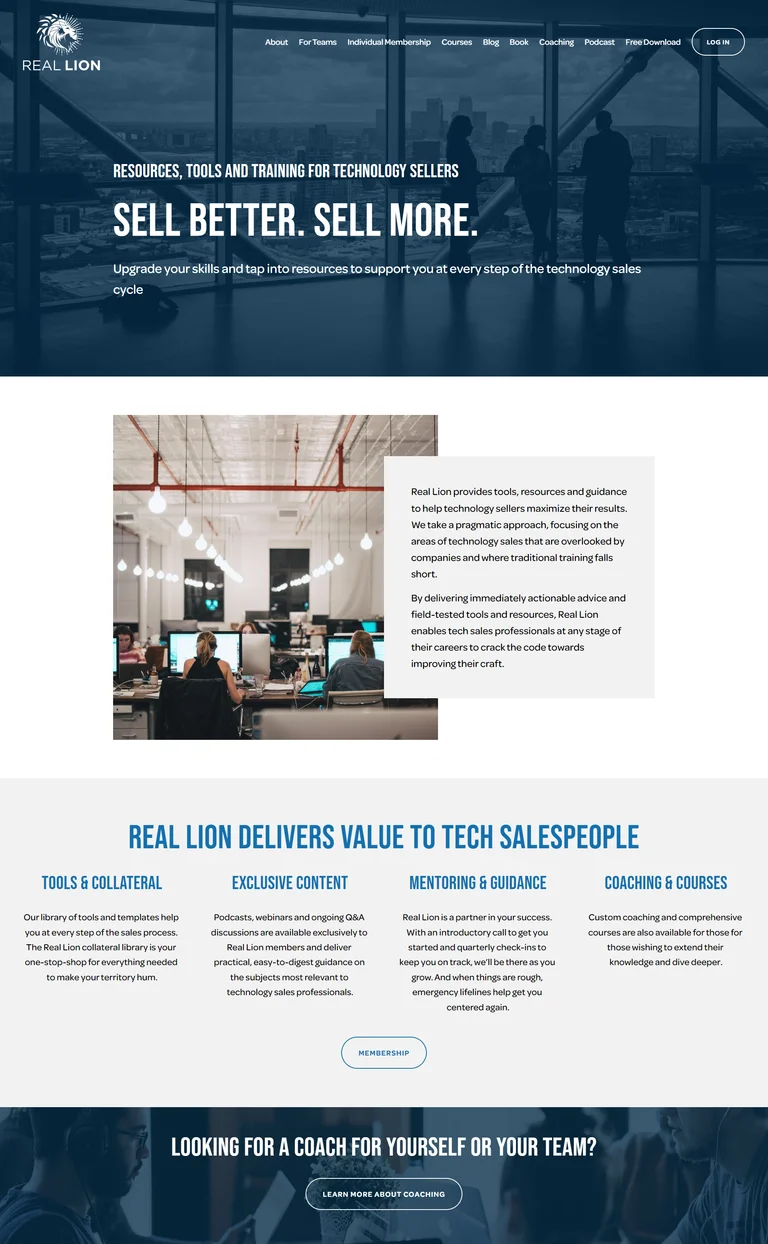 REAL LION
About For Teams Individual Membership Courses Blog Book Coaching Podcast Free Download LOG IN
RESOURCES, TOOLS AND TRAINING FOR TECHNOLOGY SELLERS
SELL BETTER. SELL MORE.
Upgrade your skills and tap into resources to support you at every step of the technology sales
cycle
Real Lion provides tools, resources and guidance
to help technology sellers maximize their results.
We take a pragmatic approach, focusing on the
areas of technology sales that are overlooked by
companies and where traditional training falls
short.
By delivering immediately actionable advice and
field-tested tools and resources, Real Lion
enables tech sales professionals at any stage of
their careers to crack the code towards
improving their craft.
REAL LION DELIVERS VALUE TO TECH SALESPEOPLE
TOOLS & COLLATERAL
Our library of tools and templates help
you at every step of the sales process.
The Real Lion collateral library is your
one-stop-shop for everything needed
to make your territory hum.
EXCLUSIVE CONTENT
Podcasts, webinars and ongoing Q&A
discussions are available exclusively to
Real Lion members and deliver
practical, easy-to-digest guidance on
the subjects most relevant to
technology sales professionals.
MENTORING & GUIDANCE
Real Lion is a partner in your success.
With an introductory call to get you
started and quarterly check-ins to
keep you on track, we'll be there as you
grow. And when things are rough,
emergency lifelines help get you
centered again.
COACHING & COURSES
Custom coaching and comprehensive
courses are also available for those for
those wishing to extend their
knowledge and dive deeper.
MEMBERSHIP
LOOKING FOR A COACH FOR YOURSELF OR YOUR TEAM?
LEARN MORE ABOUT COACHING